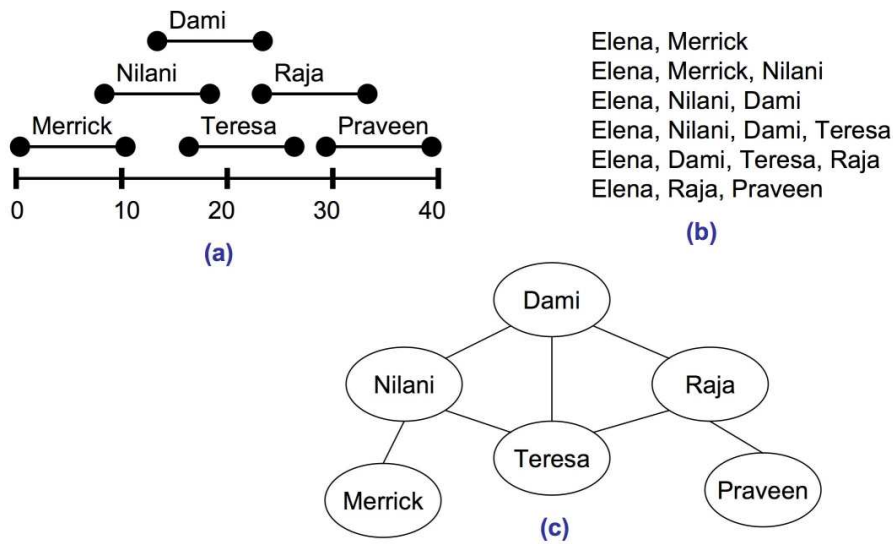 Dami
Nilani Raja
Merrick Teresa Praveen
0 10 20 30 40
(a)
Elena, Merrick
Elena, Merrick, Nilani
Elena, Nilani, Dami
Elena, Nilani, Dami, Teresa
Elena, Dami, Teresa, Raja
Elena, Raja, Praveen
(b)
Dami
Nilani Raja
Teresa
Merrick Praveen
(c)